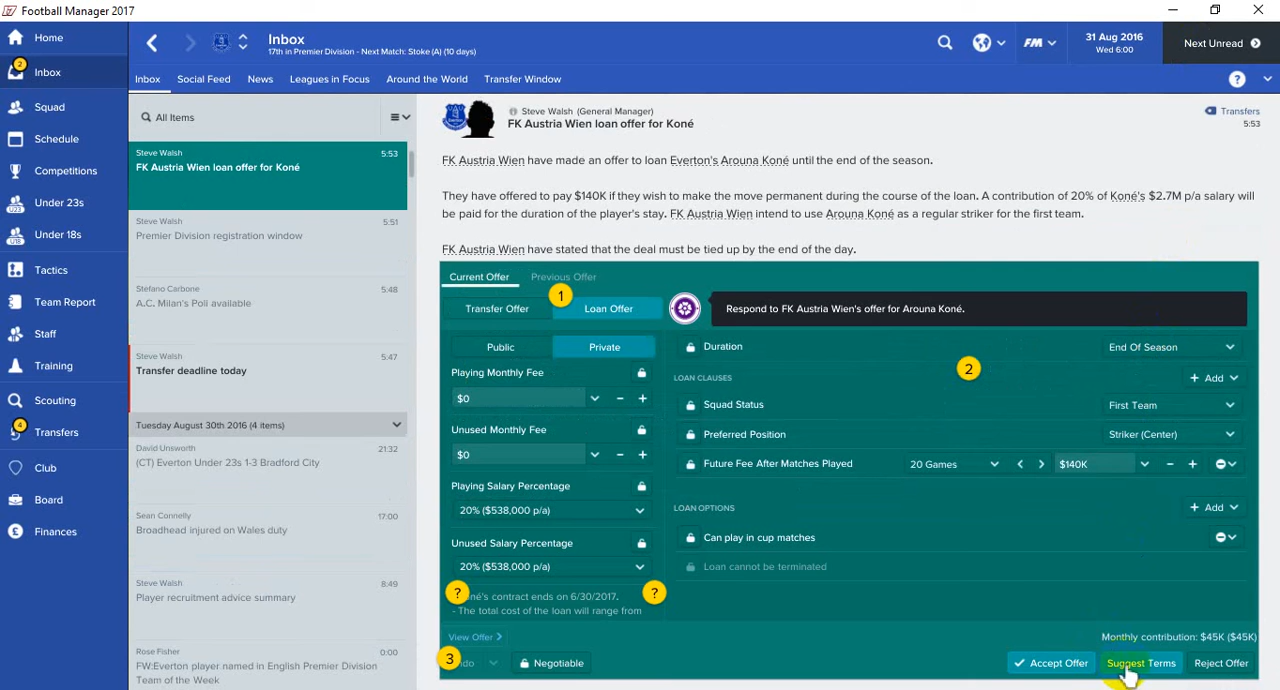 Football Manager 2017
Home
2
Inbox
Squad
Schedule
Competitions
U23
Under 23s
U18
Under 18s
Tactics
Team Report
Staff
Training
Scouting
4
Transfers
Club
Board
£ Finances
Inbox
17th in Premier Division - Next Match: Stoke (A) (10 days)
FM
31 Aug 2016
Wed 6:00
Next Unread
Inbox Social Feed News Leagues in Focus Around the World Transfer Window
?
All Items
Steve Walsh 5:53
FK Austria Wien loan offer for Koné
Steve Walsh 5:51
Premier Division registration window
Stefano Carbone 5:48
A.C. Milan's Poli available
Steve Walsh 5:47
Transfer deadline today
Tuesday August 30th 2016 (4 items)
David Unsworth 21:32
(CT) Everton Under 23s 1-3 Bradford City
Sean Connelly 17:00
Broadhead injured on Wales duty
Steve Walsh 8:49
Player recruitment advice summary
Rose Fisher 0:00
FW:Everton player named in English Premier Division
Team of the Week
Steve Walsh (General Manager)
FK Austria Wien loan offer for Koné
Transfers
5:53
FK Austria Wien have made an offer to loan Everton's Arouna Koné until the end of the season.
They have offered to pay $140K if they wish to make the move permanent during the course of the loan. A contribution of 20% of Koné's $2.7M p/a salary will
be paid for the duration of the player's stay. FK Austria Wien intend to use Arouna Koné as a regular striker for the first team.
FK Austria Wien have stated that the deal must be tied up by the end of the day.
Current Offer Previous Offer
1
Transfer Offer Loan Offer
Respond to FK Austria Wien's offer for Arouna Koné.
Public Private
Playing Monthly Fee
$0
Unused Monthly Fee
$0
Playing Salary Percentage
20% ($538,000 p/a)
Unused Salary Percentage
20% ($538,000 p/a)
? ?
né's contract ends on 6/30/2017.
- The total cost of the loan will range from
Duration End Of Season
2
LOAN CLAUSES + Add
Squad Status First Team
Preferred Position Striker (Center)
Future Fee After Matches Played 20 Games $140K
LOAN OPTIONS + Add
Can play in cup matches
Loan cannot be terminated
View Offer
Monthly contribution: $45K ($45K)
3
do
Negotiable
Accept Offer Suggest Terms Reject Offer